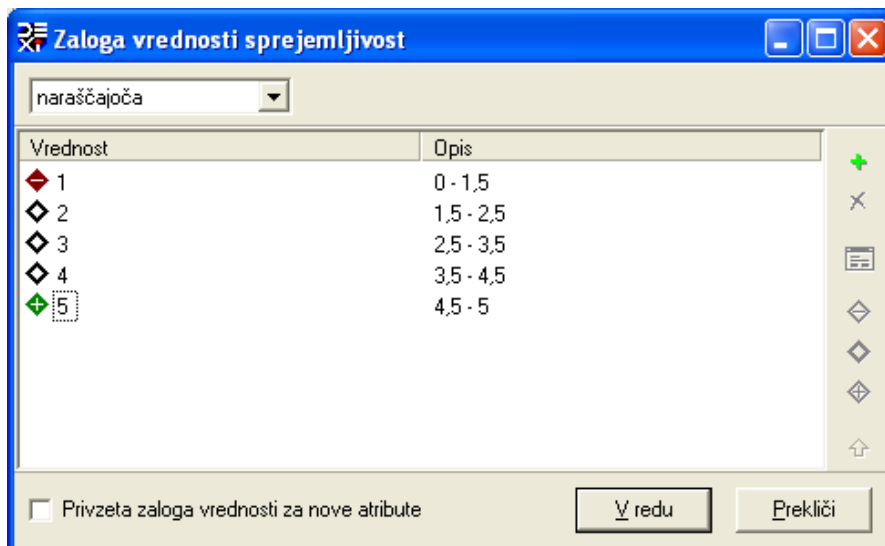 Zaloga vrednosti sprejemljivost
naraščajoča
Vrednost Opis
1 0 - 1,5
2 1,5 - 2,5
3 2,5 - 3,5
4 3,5 - 4,5
5 4,5 - 5
Privzeta zaloga vrednosti za nove atribute V redu Prekliči